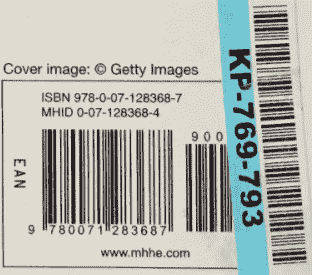 Cover image: © Getty Images
ISBN 978-0-07-128368-7
MHID 0-07-128368-4
900
EAN
9 780071 283687
www.mhhe.com
KP-769-793